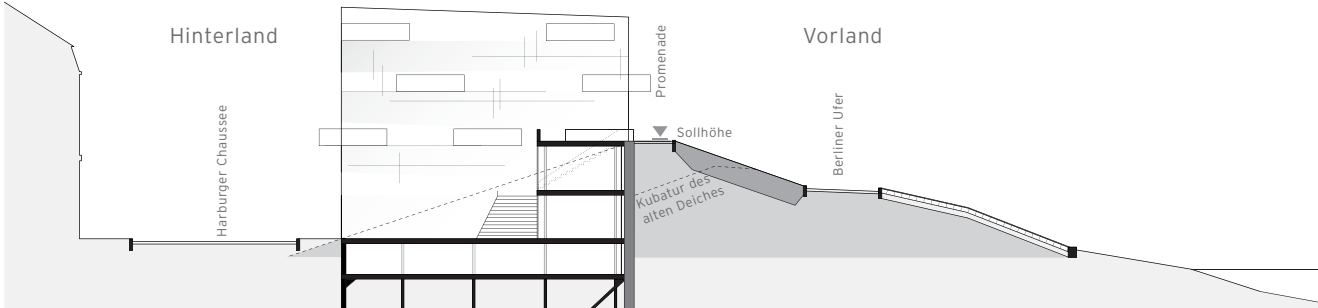 Hinterland
Harburger Chaussee
Promenade
Vorland
Sollhöhe
Berliner Ufer
Kubatur des
alten Deiches